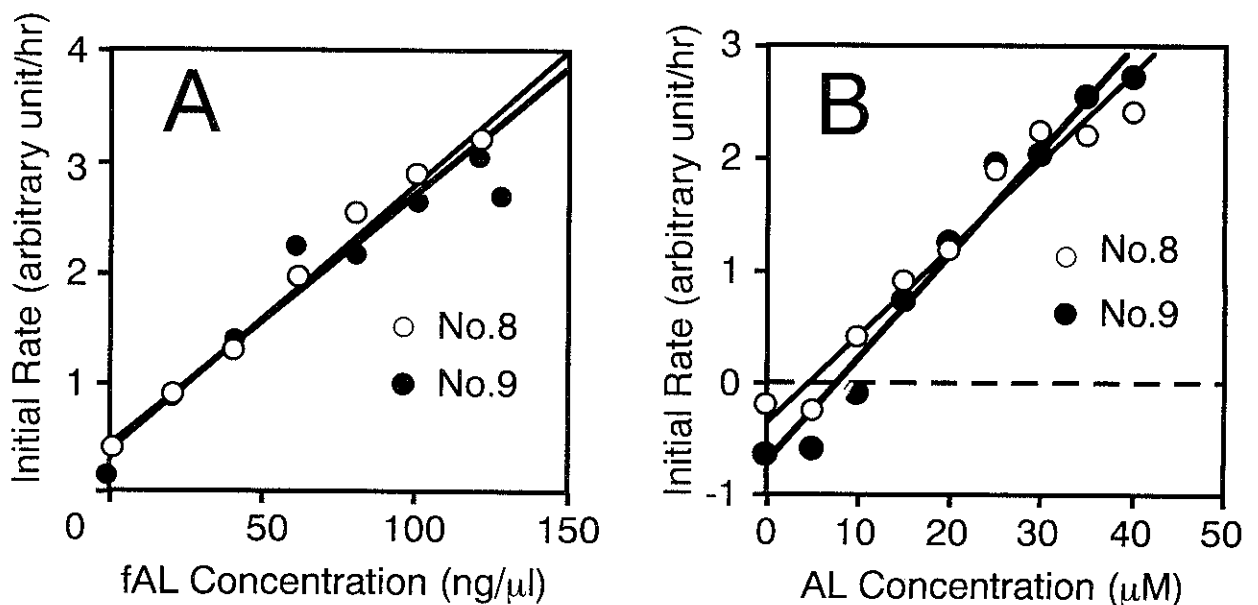 A
Initial Rate (arbitrary unit/hr)
4
3
2
1
0
50
100
150
No.8
No.9
fAL Concentration (ng/μl)
B
Initial Rate (arbitrary unit/hr)
3
2
1
0
-1
0
10
20
30
40
50
No.8
No.9
AL Concentration (μM)